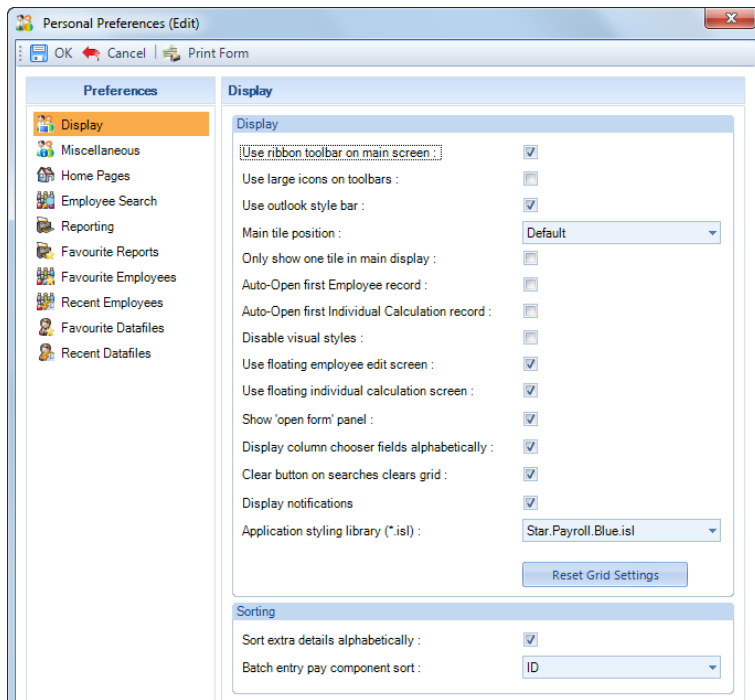 Personal Preferences (Edit)
OK Cancel Print Form
Preferences
Display
Miscellaneous
Home Pages
Employee Search
Reporting
Favourite Reports
Favourite Employees
Recent Employees
Favourite Datafiles
Recent Datafiles
Display
Display
Use ribbon toolbar on main screen :
Use large icons on toolbars :
Use outlook style bar :
Main tile position : Default
Only show one tile in main display :
Auto-Open first Employee record :
Auto-Open first Individual Calculation record :
Disable visual styles :
Use floating employee edit screen :
Use floating individual calculation screen :
Show 'open form' panel :
Display column chooser fields alphabetically :
Clear button on searches clears grid :
Display notifications
Application styling library (*.isl) : Star.Payroll.Blue.isl
Reset Grid Settings
Sorting
Sort extra details alphabetically :
Batch entry pay component sort : ID